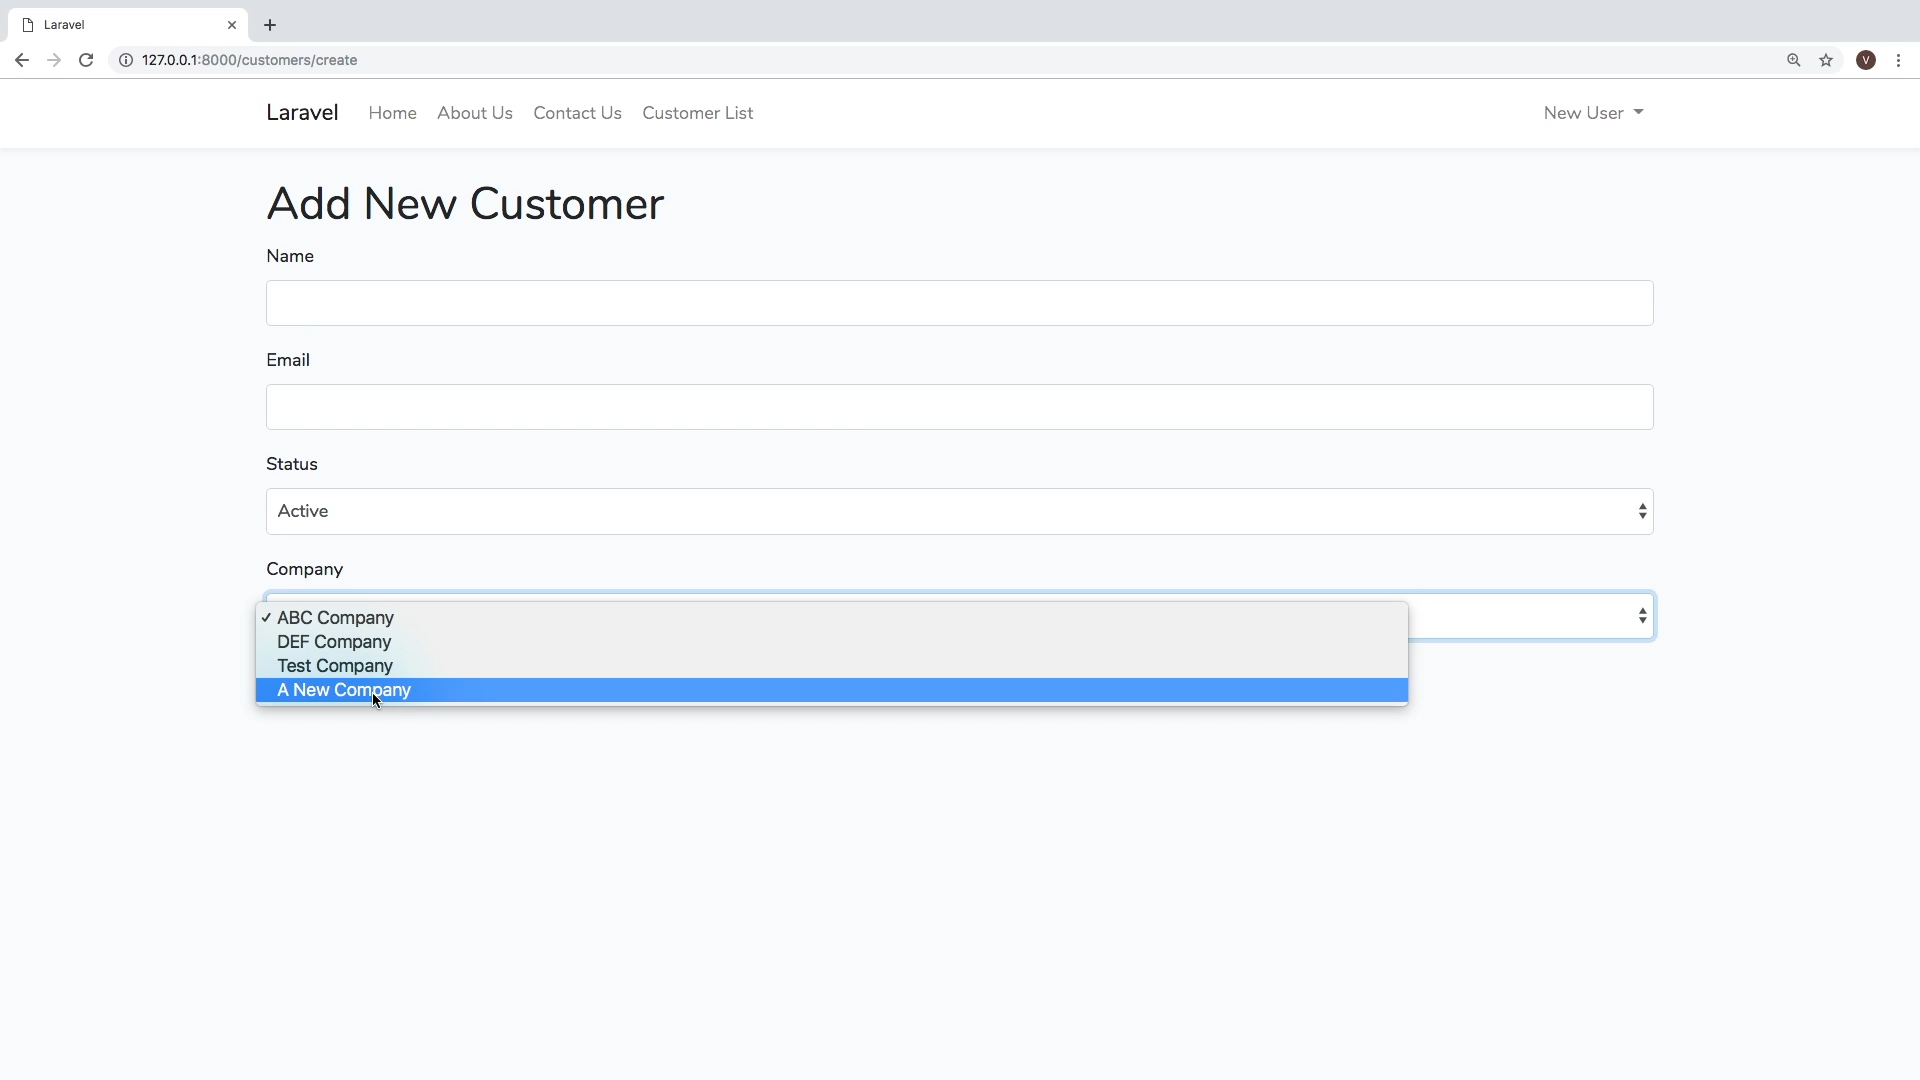 Laravel
127.0.0.1:8000/customers/create
V
Laravel Home About Us Contact Us Customer List New User
Add New Customer
Name
Email
Status
Active
Company
✓ ABC Company
DEF Company
Test Company
A New Company